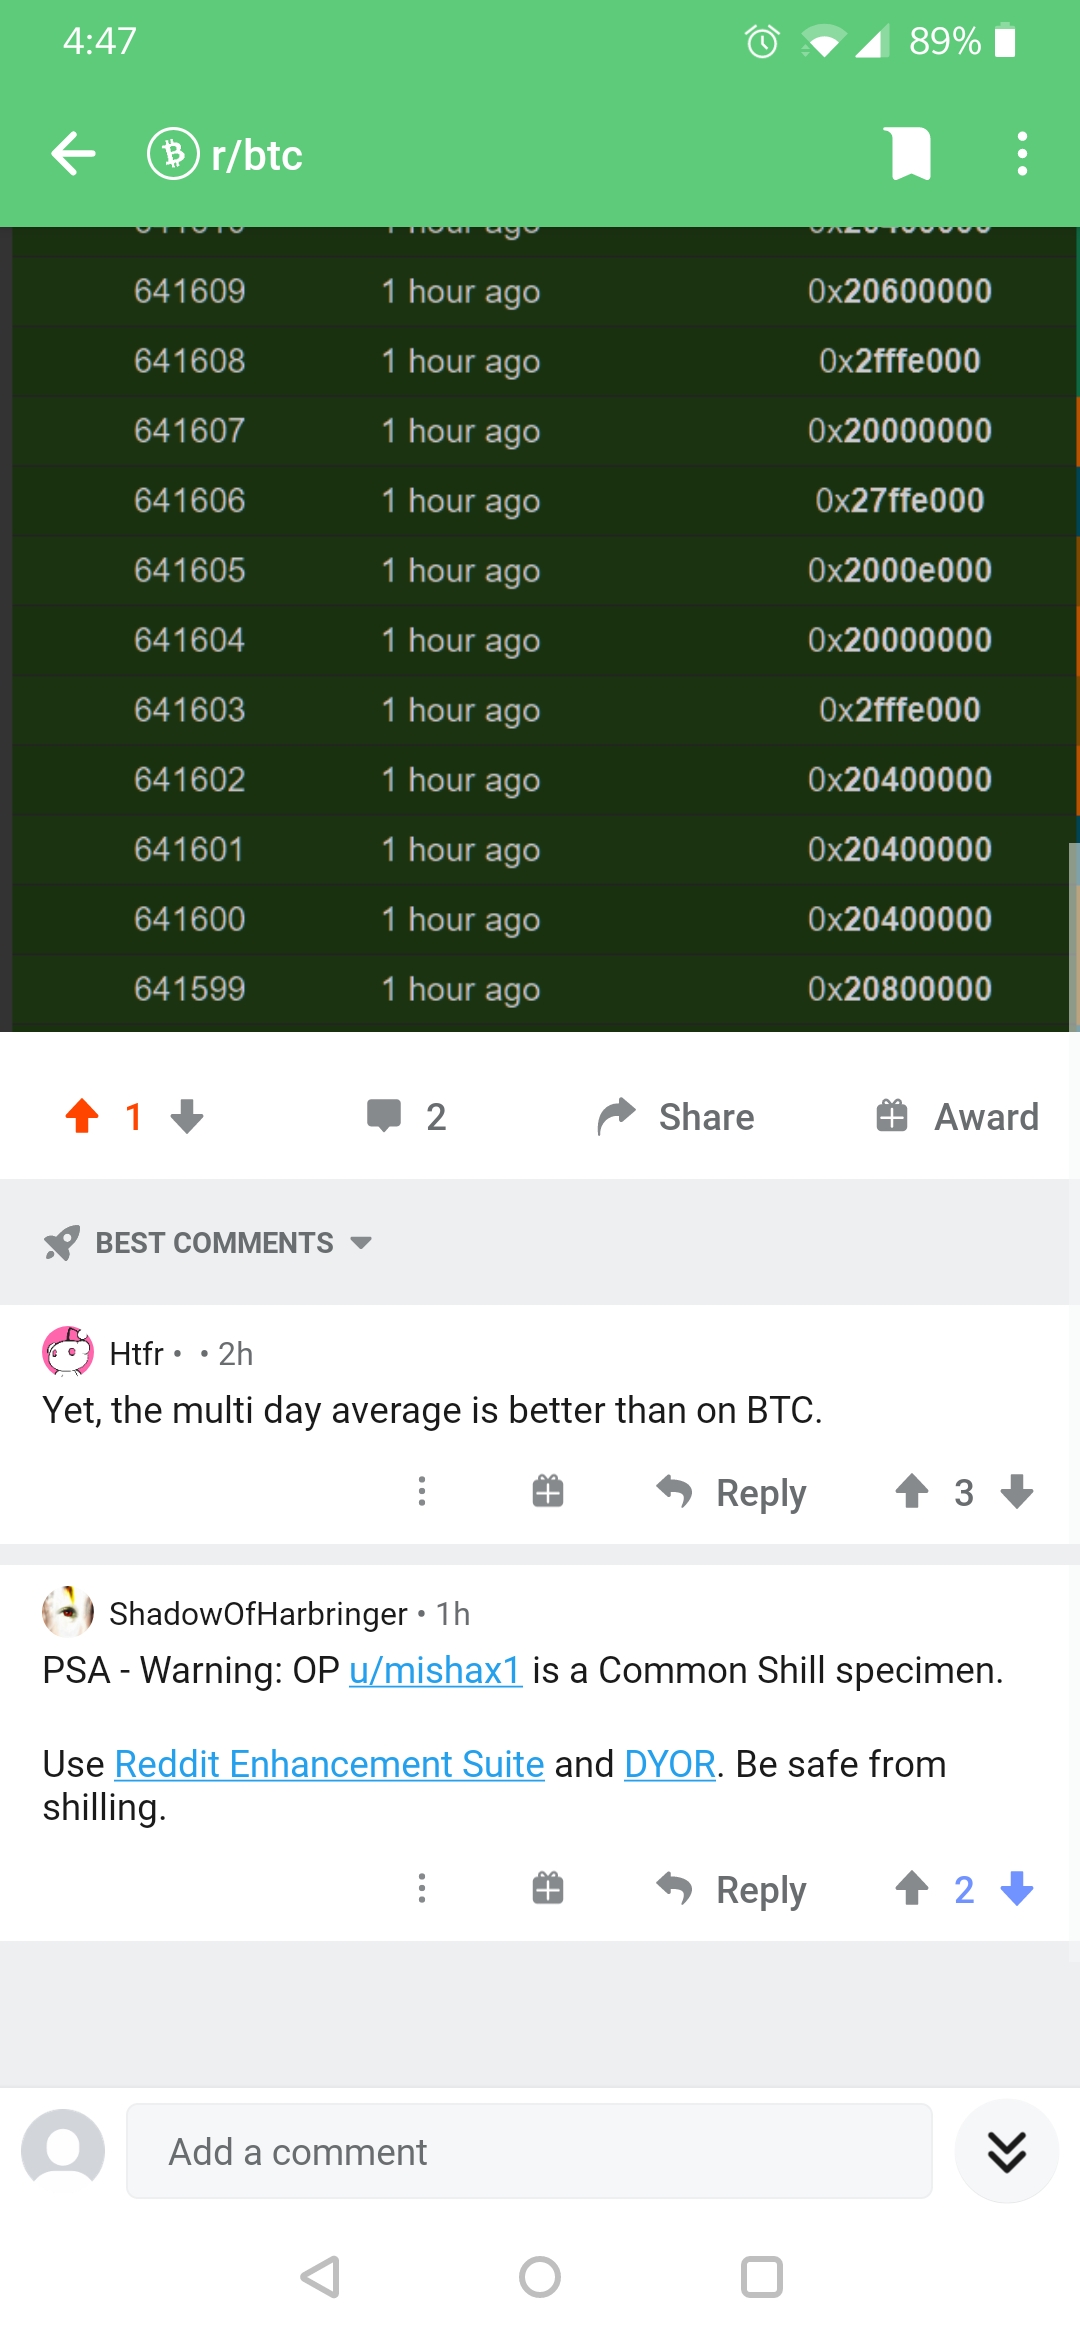 4:47
89%
r/btc
641609 1 hour ago 0x20600000
641608 1 hour ago 0x2fffe000
641607 1 hour ago 0x20000000
641606 1 hour ago 0x27ffe000
641605 1 hour ago 0x2000e000
641604 1 hour ago 0x20000000
641603 1 hour ago 0x2fffe000
641602 1 hour ago 0x20400000
641601 1 hour ago 0x20400000
641600 1 hour ago 0x20400000
641599 1 hour ago 0x20800000
1 2 Share Award
BEST COMMENTS
Htfr • • 2h
Yet, the multi day average is better than on BTC.
Reply 3
ShadowOfHarbringer • 1h
PSA - Warning: OP u/mishax1 is a Common Shill specimen.
Use Reddit Enhancement Suite and DYOR. Be safe from
shilling.
Reply 2
Add a comment